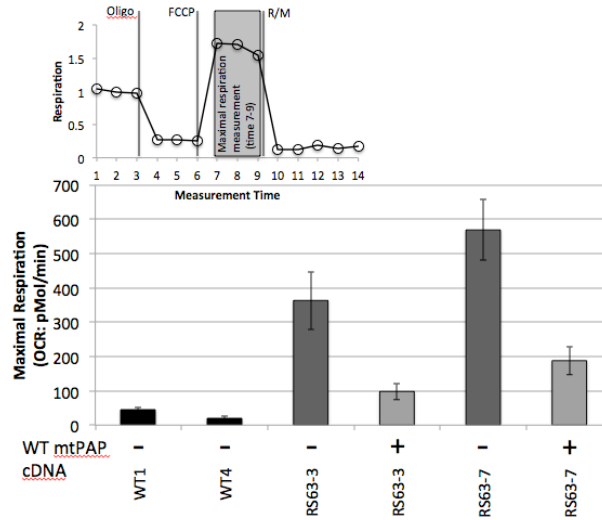 Oligo FCCP R/M
2
1.5
1
0.5
0
Respiration
Maximal respiration
measurement
(time 7-9)
1 2 3 4 5 6 7 8 9 10 11 12 13 14
Measurement Time
700
600
500
400
300
200
100
0
Maximal Respiration
(OCR: pMol/min)
WT mtPAP - - - + - +
cDNA
WT1 WT4 RS63-3 RS63-3 RS63-7 RS63-7